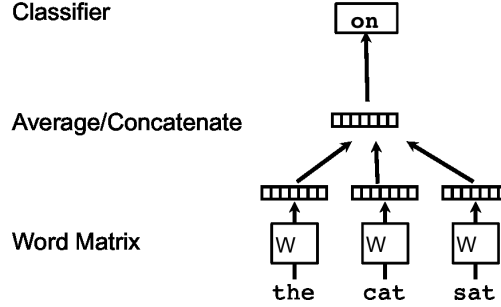 Classifier
on
Average/Concatenate
Word Matrix
W W W
the cat sat